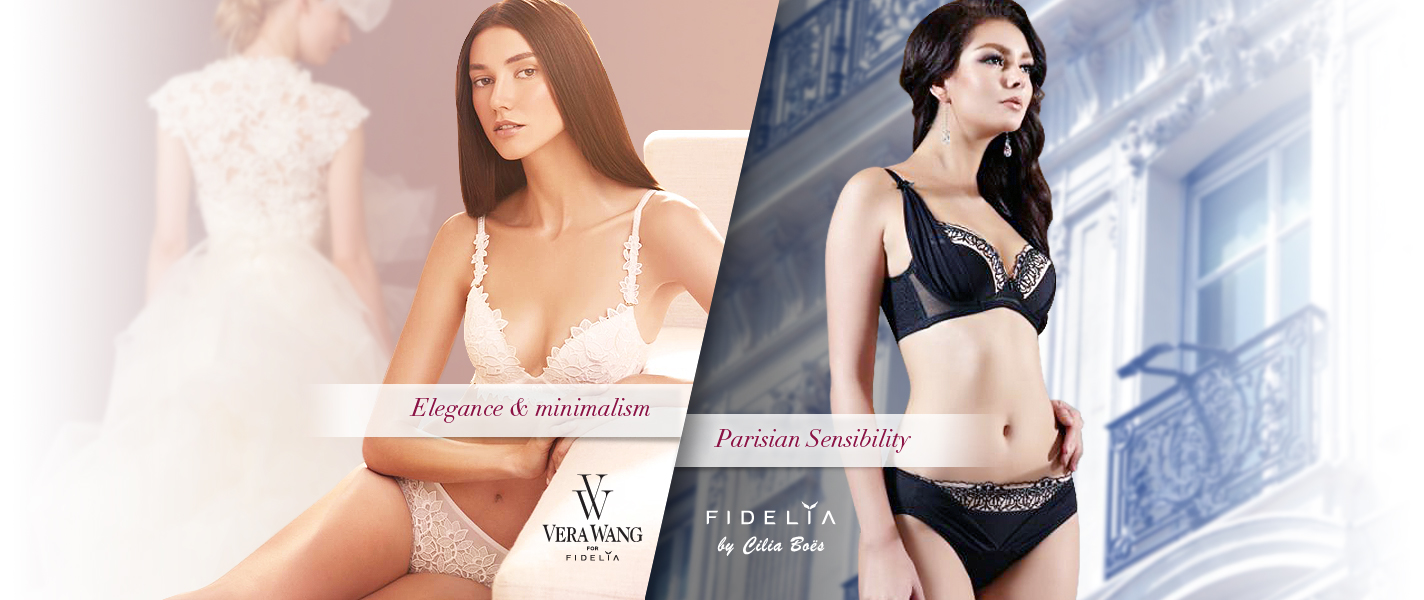 Elegance & minimalism
VERA WANG
FOR
FIDELIA
Parisian Sensibility
FIDELIA
by Cilia Boës